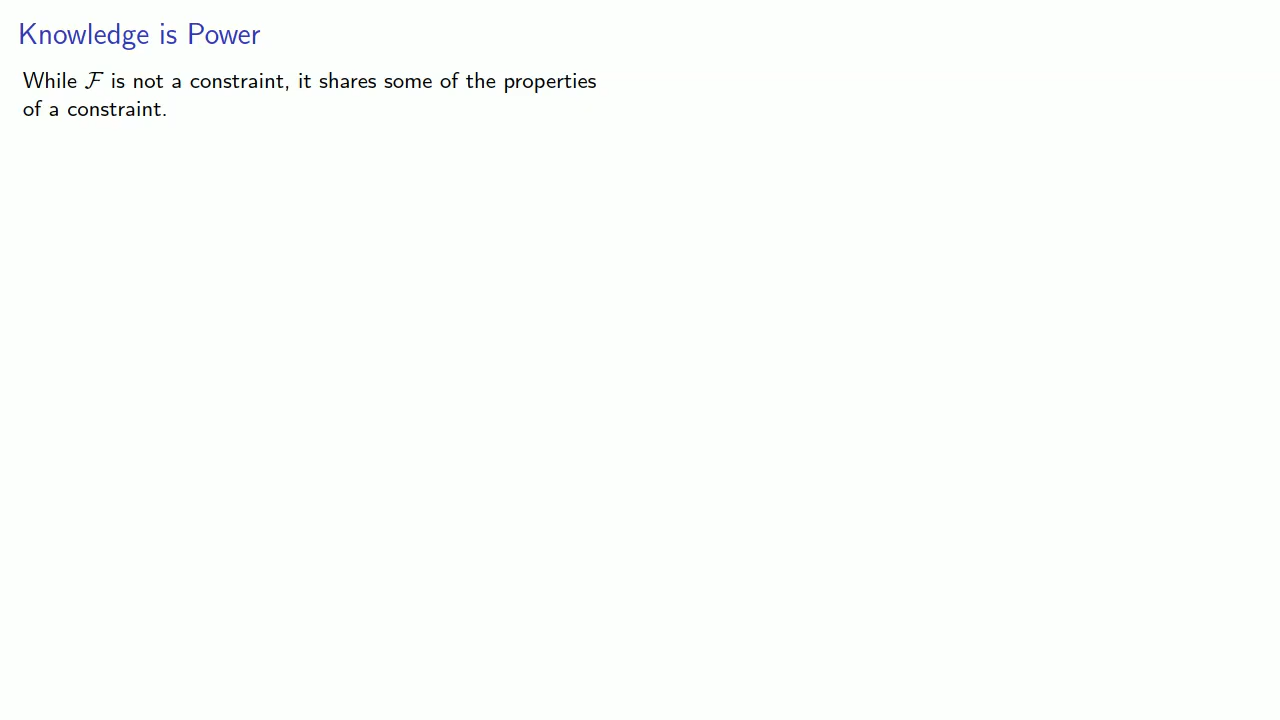 Knowledge is Power
While ℱ is not a constraint, it shares some of the properties
of a constraint.